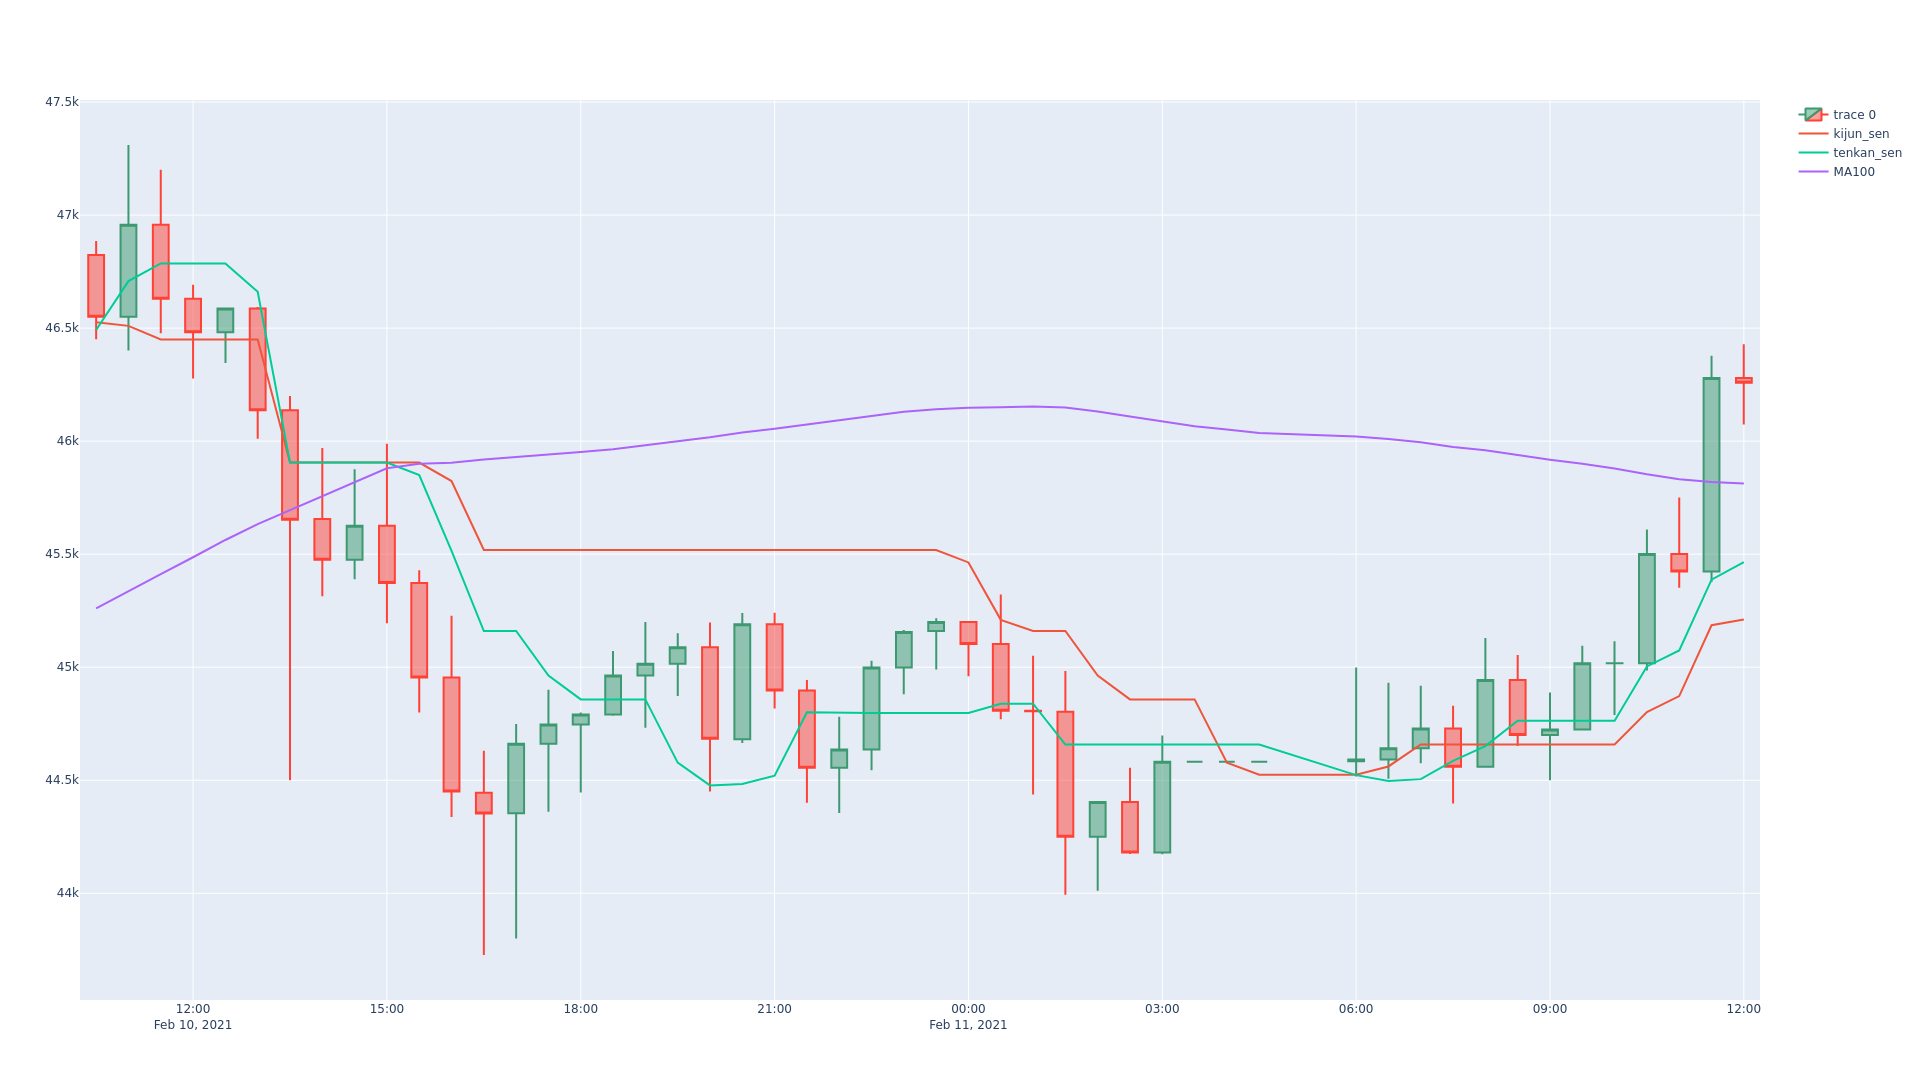 47.5k
47k
46.5k
46k
45.5k
45k
44.5k
44k
12:00
Feb 10, 2021
15:00
18:00
21:00
00:00
Feb 11, 2021
03:00
06:00
09:00
12:00
trace 0
kijun_sen
tenkan_sen
MA100